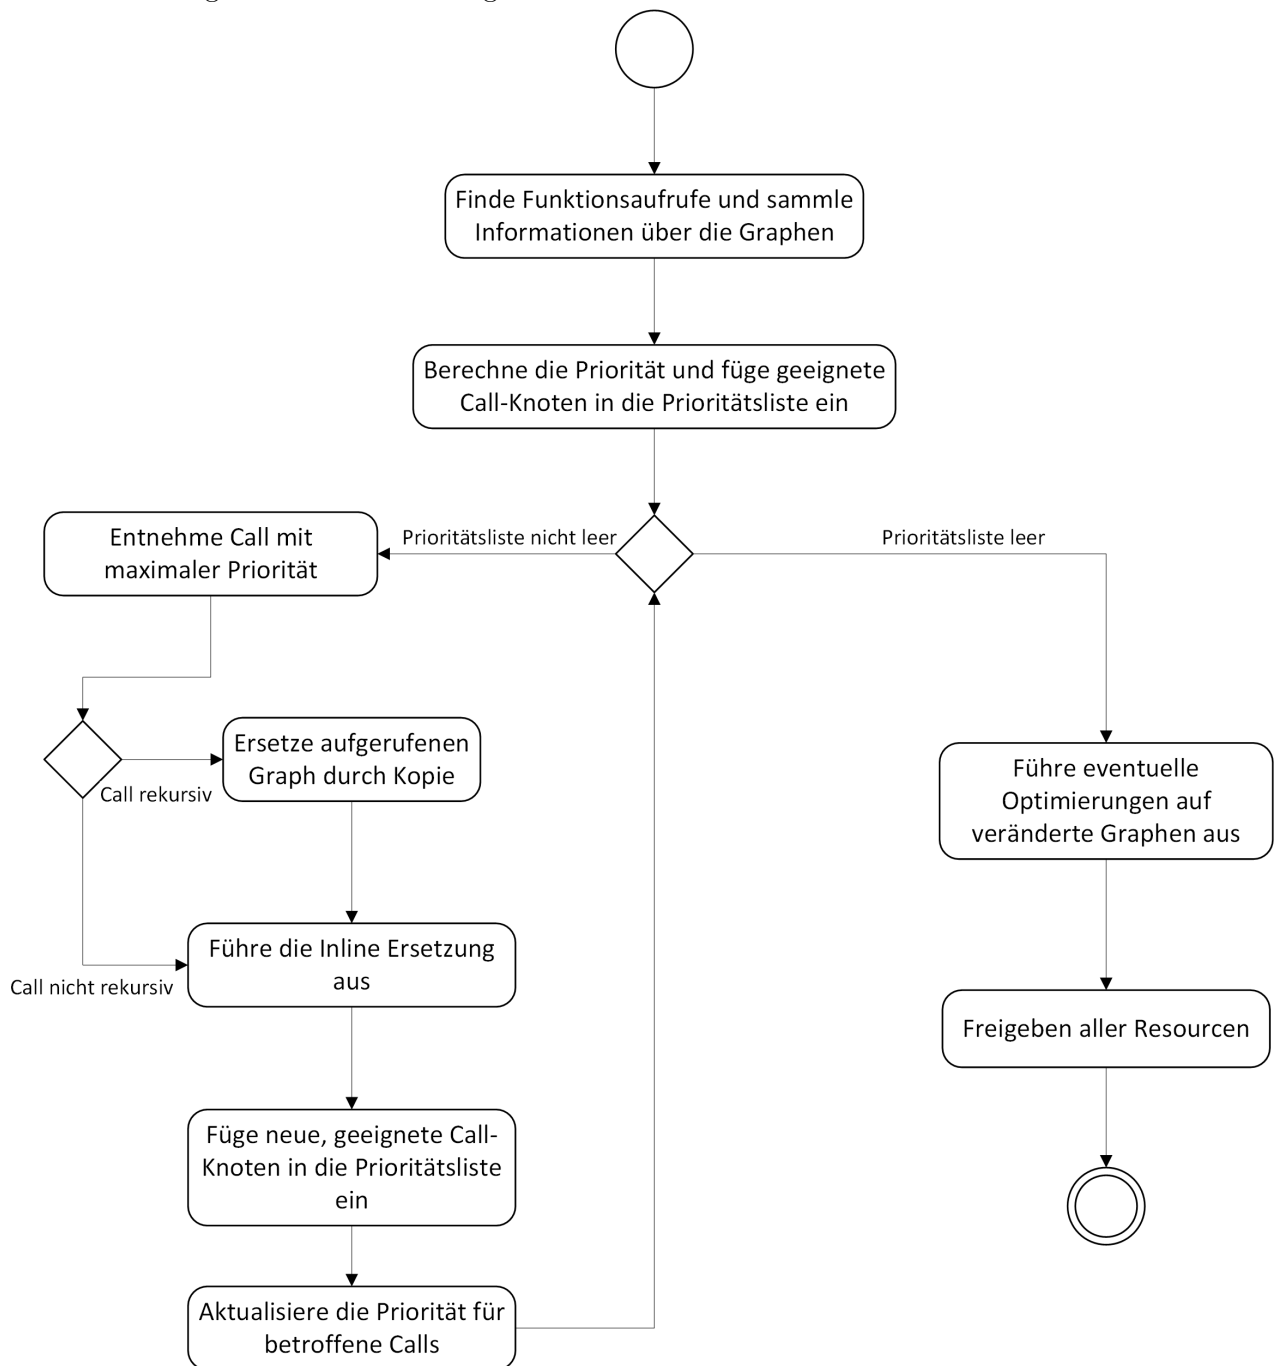 Finde Funktionsaufrufe und sammle
Informationen über die Graphen
Berechne die Priorität und füge geeignete
Call-Knoten in die Prioritätsliste ein
Prioritätsliste nicht leer
Prioritätsliste leer
Entnehme Call mit
maximaler Priorität
Call rekursiv
Ersetze aufgerufenen
Graph durch Kopie
Call nicht rekursiv
Führe die Inline Ersetzung
aus
Füge neue, geeignete Call-
Knoten in die Prioritätsliste
ein
Aktualisiere die Priorität für
betroffene Calls
Führe eventuelle
Optimierungen auf
veränderte Graphen aus
Freigeben aller Resourcen